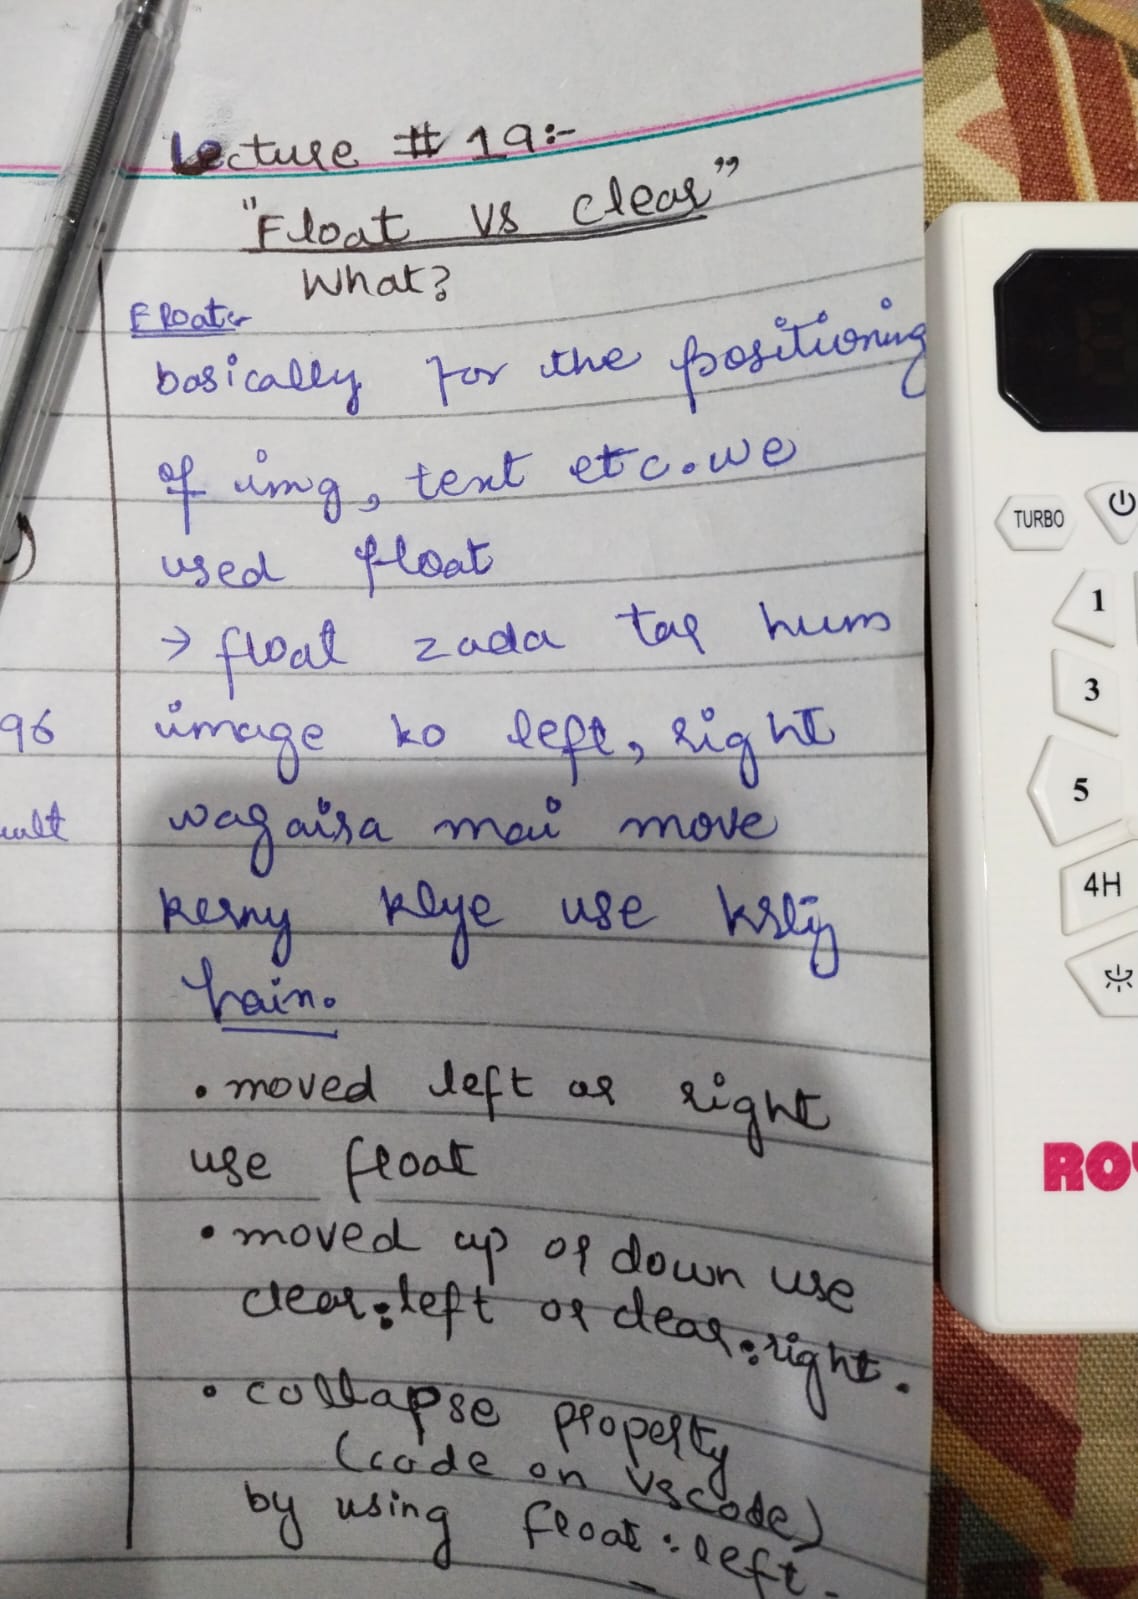 Lecture # 19:-
"Float vs clear"
What?
Float:-
basically for the positioning
of img, text etc. we
used float
→ float zada tar hum
96
image ko left, right
ult
wagaira mai move
kerny klye use krty
hain.
• moved left or right
use float
• moved up or down use
clear:left or clear:right.
• collapse property
(code on vscode)
by using float:left.
TURBO
1
3
5
4H
RO